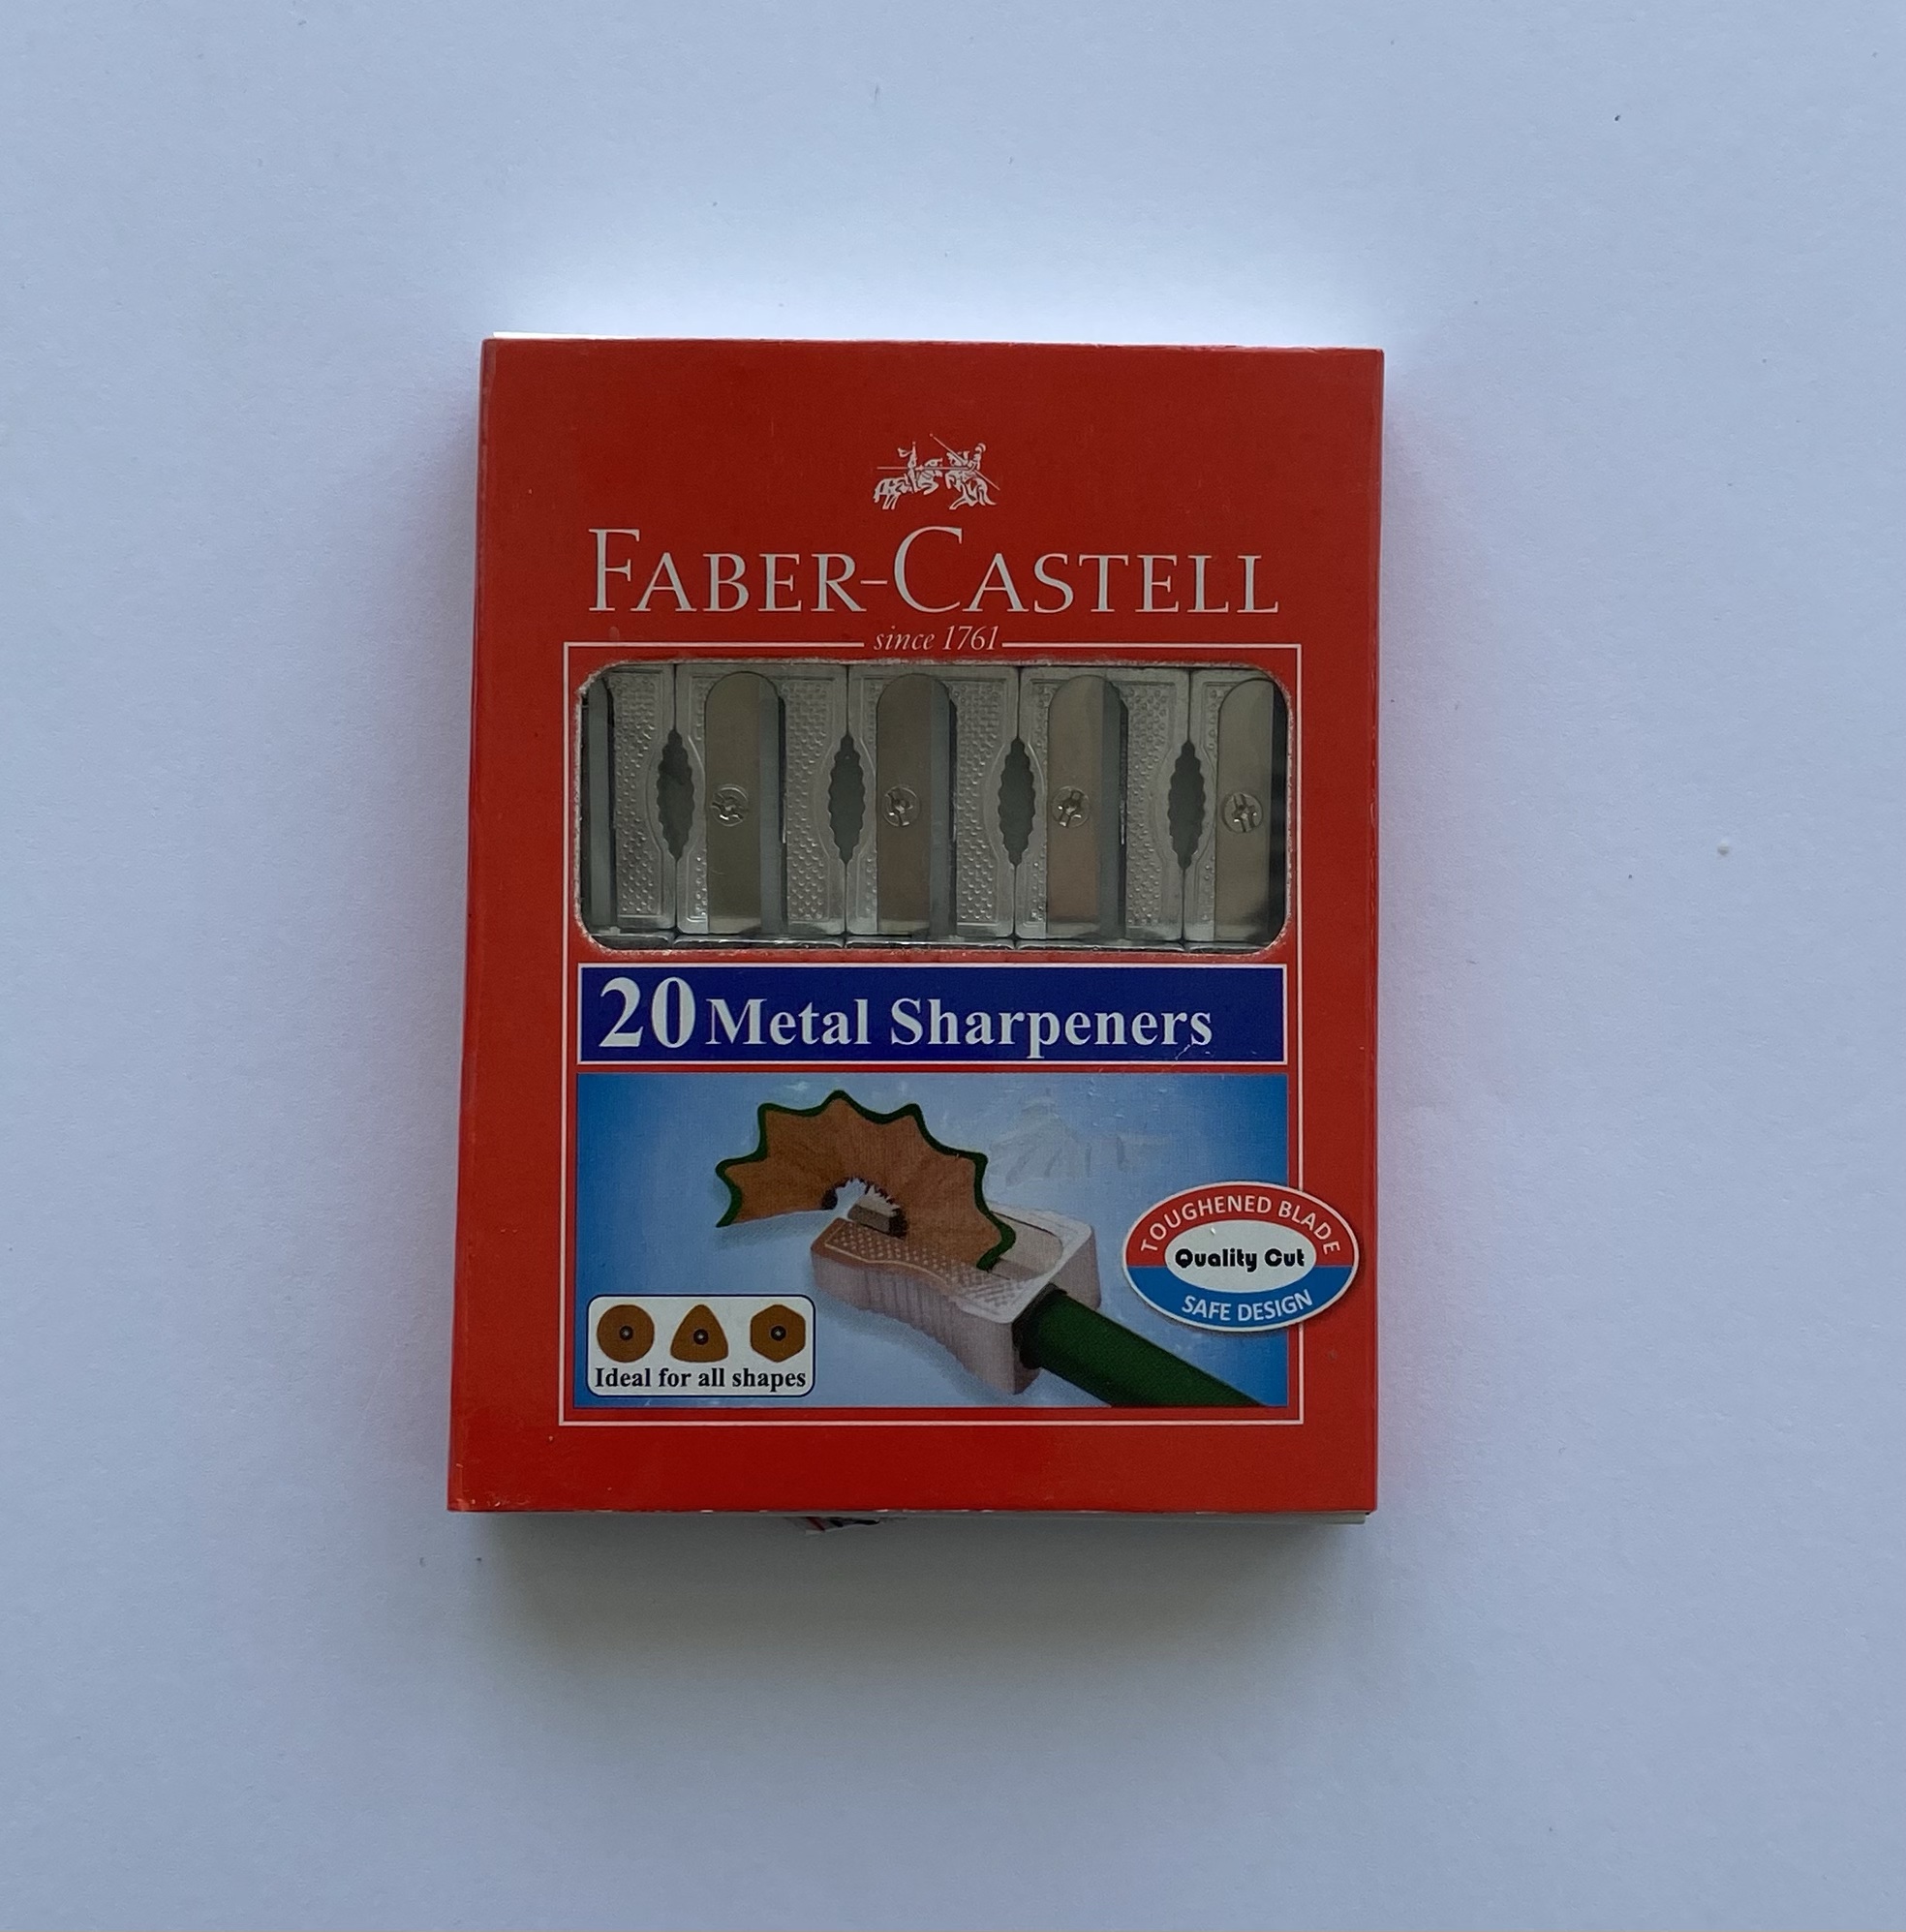 FABER-CASTELL
since 1761
20 Metal Sharpeners
TOUGHENED BLADE
Quality Cut
SAFE DESIGN
Ideal for all shapes